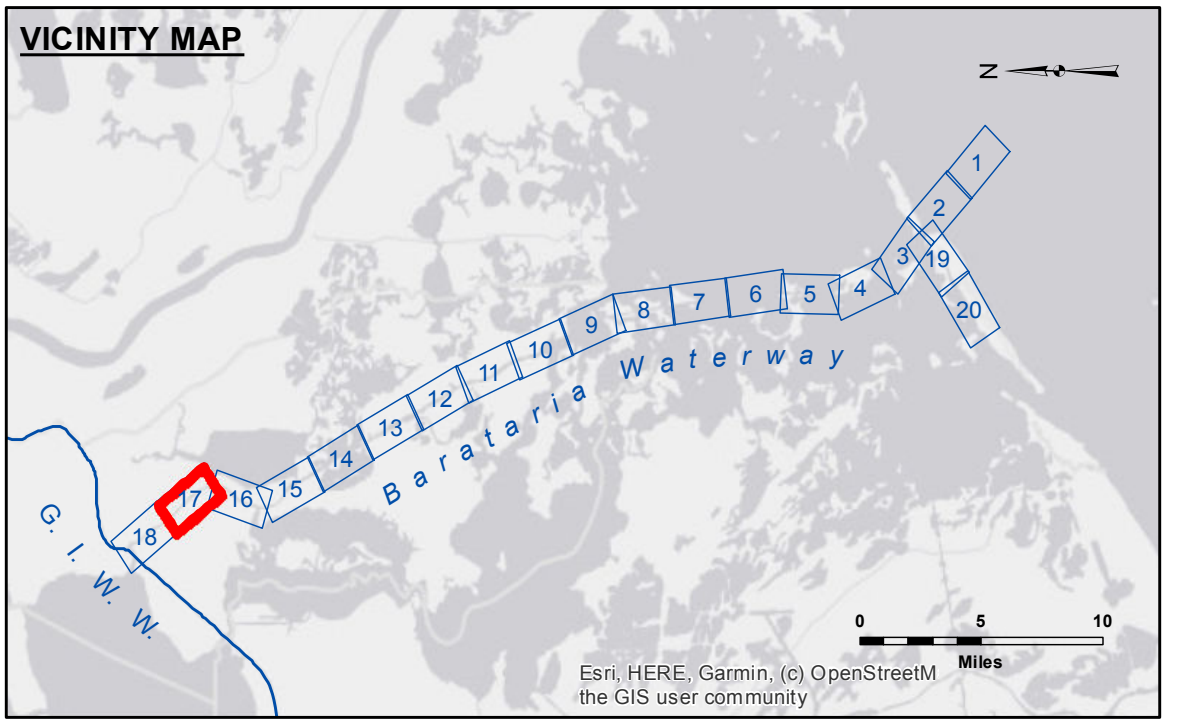 VICINITY MAP
N
1
2
3
19
4
5
6
7
8
20
9
10
11
12
13
14
15
16
17
18
Barataria Waterway
G. I. W. W.
0 5 10
Miles
Esri, HERE, Garmin, (c) OpenStreetM
the GIS user community